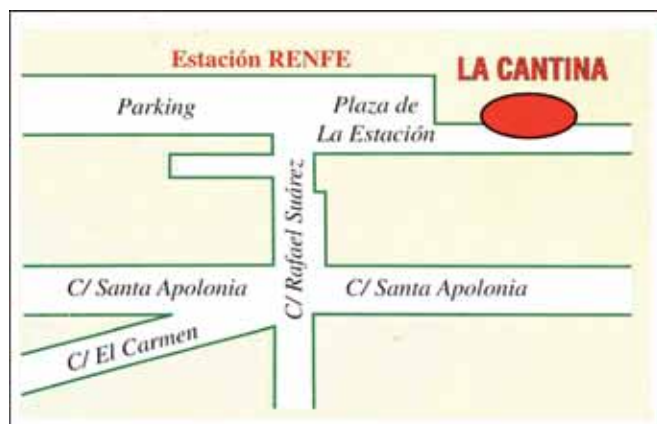 Estación RENFE
LA CANTINA
Parking
Plaza de
La Estación
C/ Rafael Suárez
C/ Santa Apolonia
C/ Santa Apolonia
C/ El Carmen